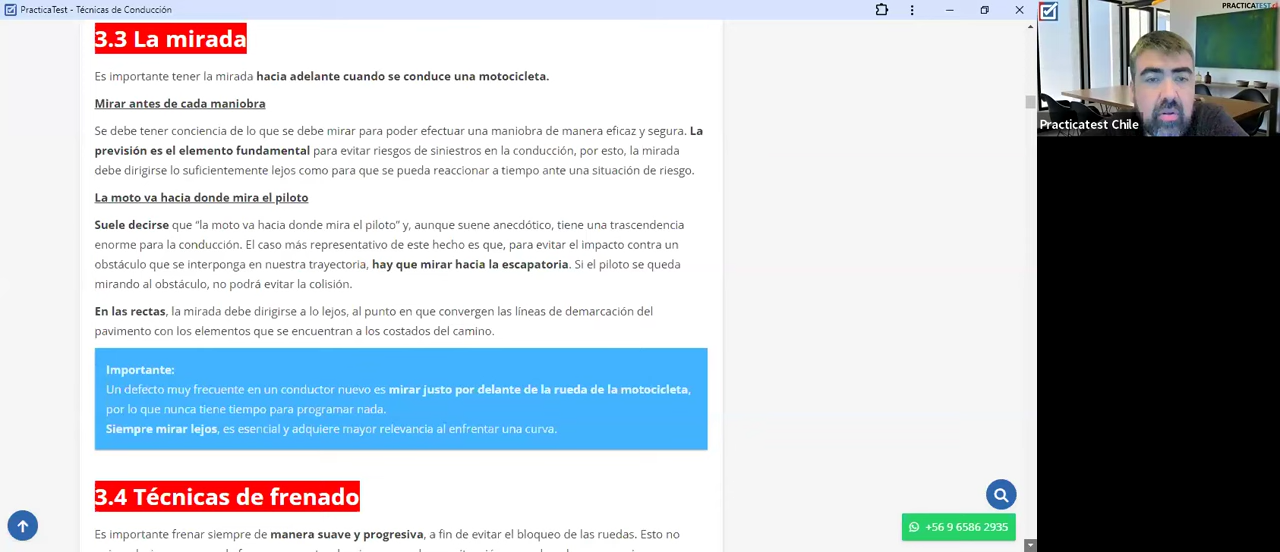 PracticaTest - Técnicas de Conducción
PRACTICATEST
3.3 La mirada
Es importante tener la mirada hacia adelante cuando se conduce una motocicleta.
Mirar antes de cada maniobra
Practicatest Chile
Se debe tener conciencia de lo que se debe mirar para poder efectuar una maniobra de manera eficaz y segura. La
previsión es el elemento fundamental para evitar riesgos de siniestros en la conducción, por esto, la mirada
debe dirigirse lo suficientemente lejos como para que se pueda reaccionar a tiempo ante una situación de riesgo.
La moto va hacia donde mira el piloto
Suele decirse que “la moto va hacia donde mira el piloto” y, aunque suene anecdótico, tiene una trascendencia
enorme para la conducción. El caso más representativo de este hecho es que, para evitar el impacto contra un
obstáculo que se interponga en nuestra trayectoria, hay que mirar hacia la escapatoria. Si el piloto se queda
mirando al obstáculo, no podrá evitar la colisión.
En las rectas, la mirada debe dirigirse a lo lejos, al punto en que convergen las líneas de demarcación del
pavimento con los elementos que se encuentran a los costados del camino.
Importante:
Un defecto muy frecuente en un conductor nuevo es mirar justo por delante de la rueda de la motocicleta,
por lo que nunca tiene tiempo para programar nada.
Siempre mirar lejos, es esencial y adquiere mayor relevancia al enfrentar una curva.
3.4 Técnicas de frenado
+56 9 6586 2935
Es importante frenar siempre de manera suave y progresiva, a fin de evitar el bloqueo de las ruedas. Esto no